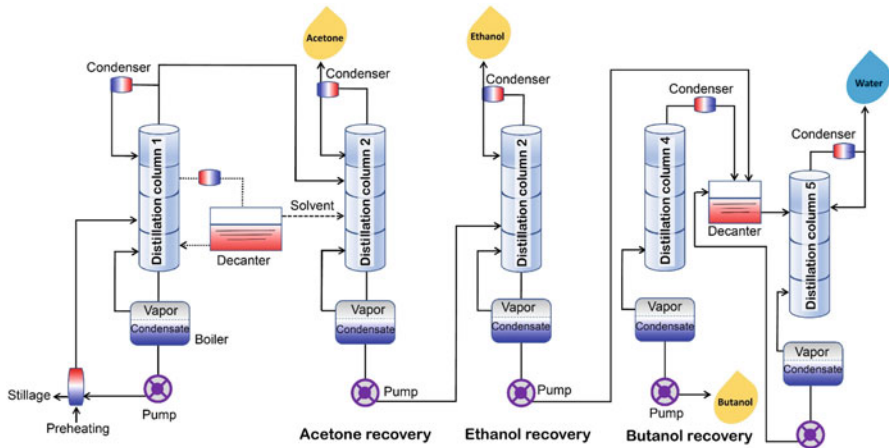 Acetone
Ethanol
Condenser
Condenser
Condenser
Condenser
Water
Condenser
Distillation column 1
Distillation column 2
Distillation column 2
Distillation column 4
Distillation column 5
Solvent
Decanter
Decanter
Vapor
Condensate
Boiler
Vapor
Condensate
Vapor
Condensate
Vapor
Condensate
Vapor
Condensate
Stillage
Preheating
Pump
Pump
Pump
Pump
Butanol
Acetone recovery
Ethanol recovery
Butanol recovery